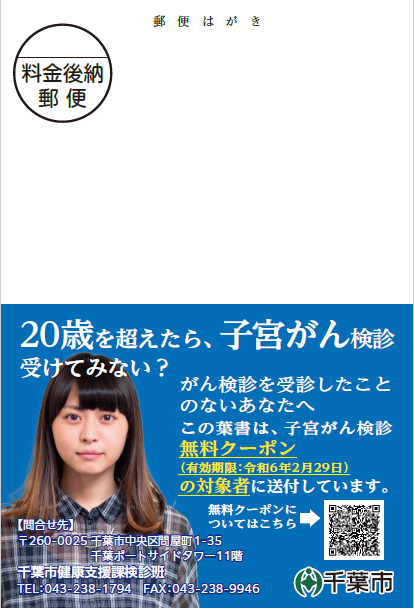 郵便はがき
料金後納
郵便
20歳を超えたら、子宮がん検診
受けてみない？
がん検診を受診したこと
のないあなたへ
この葉書は、子宮がん検診
無料クーポン
（有効期限：令和6年2月29日）
の対象者に送付しています。
無料クーポンに
ついてはこちら
【問合せ先】
〒260-0025 千葉市中央区問屋町1-35
千葉ポートサイドタワー11階
千葉市健康支援課検診班
TEL:043-238-1794 FAX:043-238-9946
千葉市